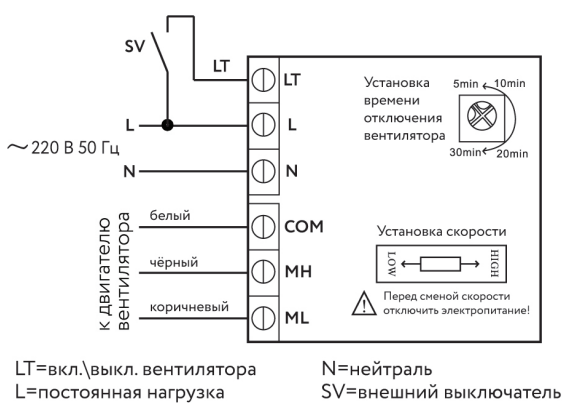 SV
LT
LT
L
L
~ 220 В 50 Гц
N
N
к двигателю
вентилятора
белый
COM
чёрный
MH
коричневый
ML
Установка
времени
отключения
вентилятора
5min
10min
30min
20min
Установка скорости
LOW
HIGH
Перед сменой скорости
отключить электропитание!
LT=вкл.\выкл. вентилятора
L=постоянная нагрузка
N=нейтраль
SV=внешний выключатель